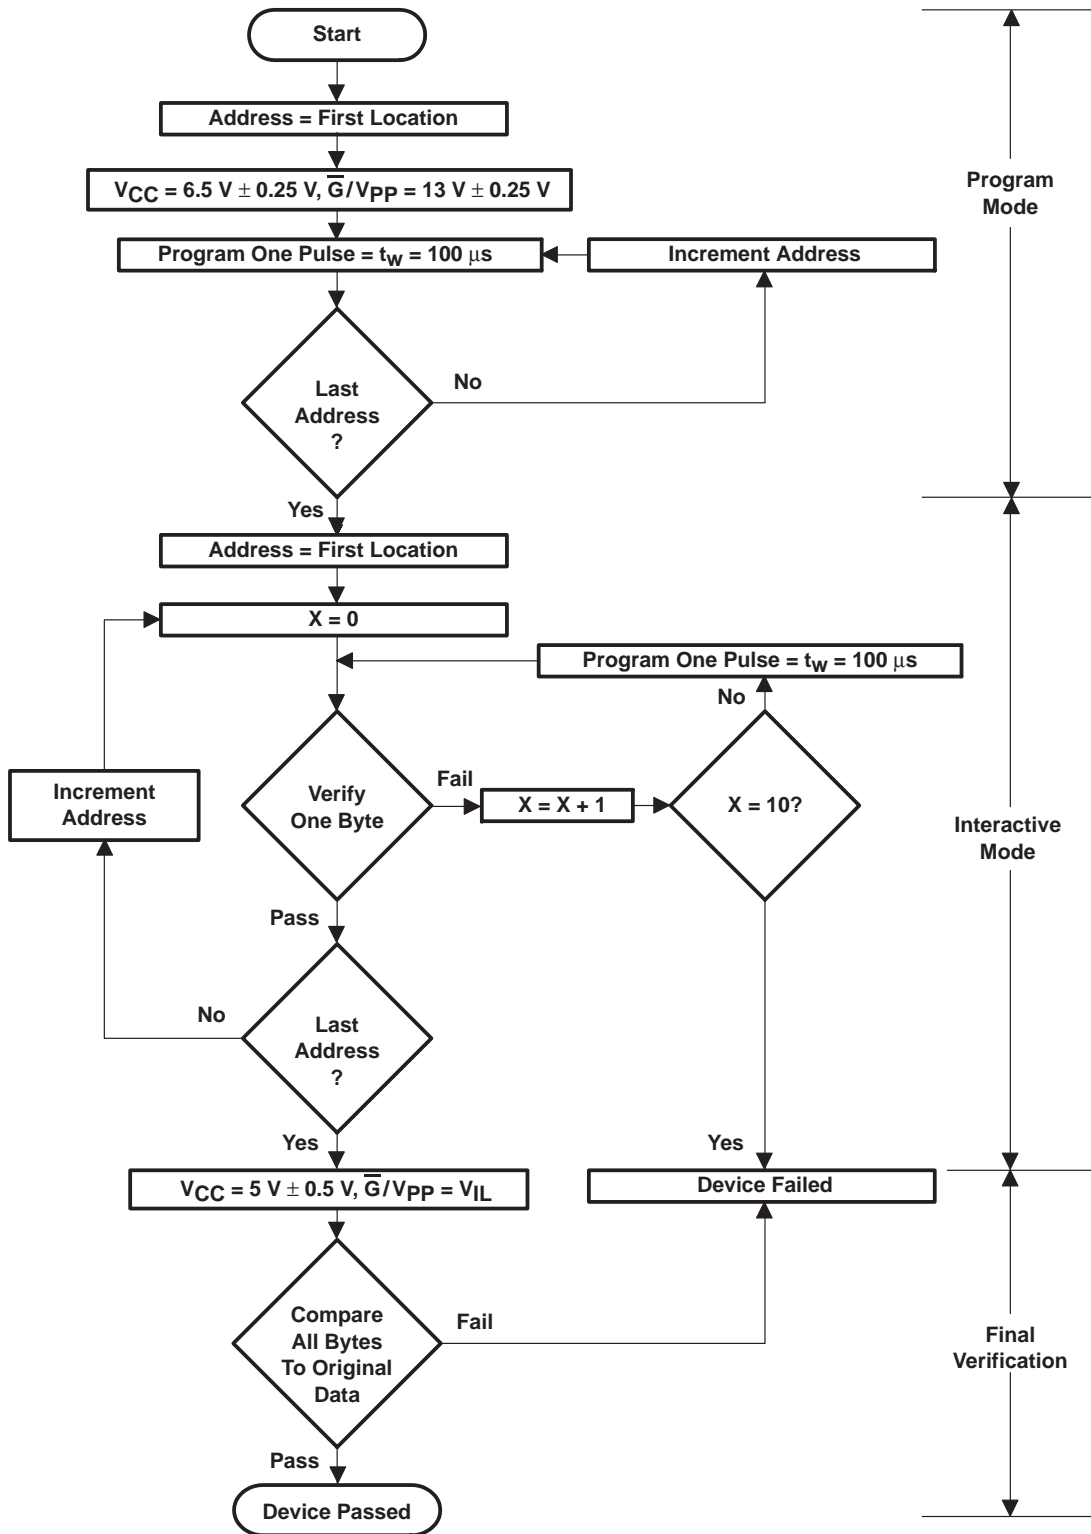 Start
Address = First Location
VCC = 6.5 V ± 0.25 V, G̅/VPP = 13 V ± 0.25 V
Program
Mode
Program One Pulse = tw = 100 µs
Increment Address
Last
Address
?
No
Yes
Address = First Location
X = 0
Program One Pulse = tw = 100 µs
No
Increment
Address
Verify
One Byte
Fail
X = X + 1
X = 10?
Interactive
Mode
Pass
No
Last
Address
?
Yes
Yes
VCC = 5 V ± 0.5 V, G̅/VPP = VIL
Device Failed
Compare
All Bytes
To Original
Data
Fail
Final
Verification
Pass
Device Passed